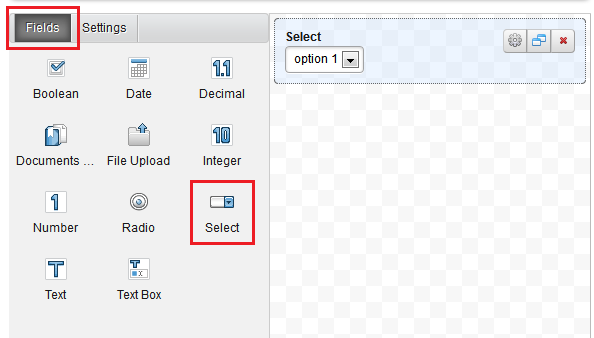 Fields Settings
Select
option 1
Boolean Date 1.1 Decimal
Documents ... File Upload 10 Integer
1 Number Radio Select
T Text T Text Box